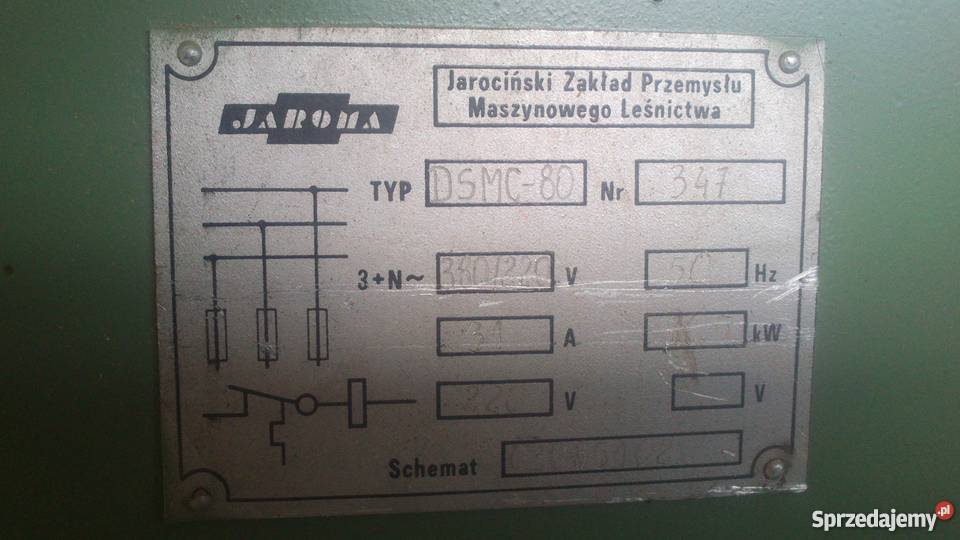 JAROMA
Jarociński Zakład Przemysłu
Maszynowego Leśnictwa
TYP DSMC-80 Nr 347
3+N~ 380/220 V 50 Hz
31 A kW
220 V V
Schemat
Sprzedajemy.pl